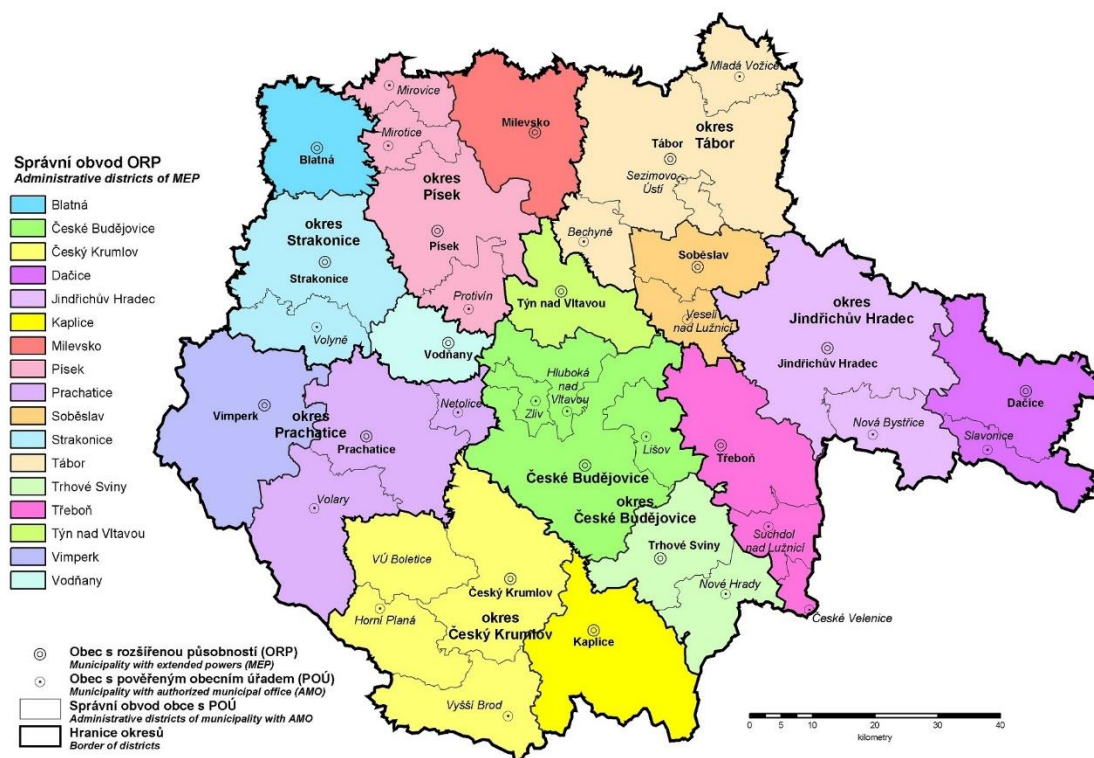 Správní obvod ORP
Administrative districts of MEP
Blatná
České Budějovice
Český Krumlov
Dačice
Jindřichův Hradec
Kaplice
Milevsko
Písek
Prachatice
Soběslav
Strakonice
Tábor
Trhové Sviny
Třeboň
Týn nad Vltavou
Vimperk
Vodňany
Obec s rozšířenou působností (ORP)
Municipality with extended powers (MEP)
Obec s pověřeným obecním úřadem (POÚ)
Municipality with authorized municipal office (AMO)
Správní obvod obce s POÚ
Administrative districts of municipality with AMO
Hranice okresů
Border of districts
Mladá Vožice
Mirovice
Milevsko
okres
Tábor
Mirotice
Blatná
Tábor
Sezimovo
Ústí
okres
Písek
okres
Strakonice
Písek
Bechyně
Soběslav
Strakonice
Týn nad Vltavou
Protivín
Veselí
nad Lužnicí
okres
Jindřichův Hradec
Volyně
Vodňany
Jindřichův Hradec
Hluboká
nad
Vltavou
Zliv
Dačice
Vimperk
okres
Prachatice
Netolice
Prachatice
Lišov
Třeboň
Nová Bystřice
Slavonice
České Budějovice
okres
České Budějovice
Volary
Suchdol
nad Lužnicí
Trhové Sviny
VÚ Boletice
Český Krumlov
Nové Hrady
České Velenice
Horní Planá
okres
Český Krumlov
Kaplice
Vyšší Brod
0 5 10 20 30 40
kilometry